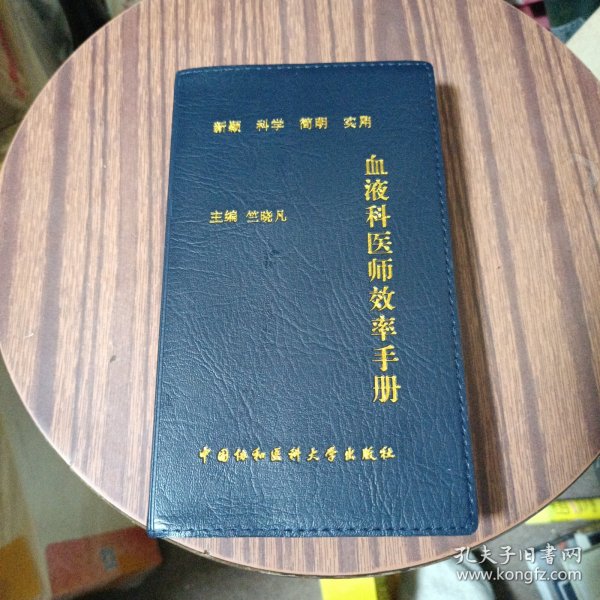 新颖 科学 简明 实用
血液科医师效率手册
主编 竺晓凡
中国协和医科大学出版社
孔夫子旧书网
www.kongfz.com